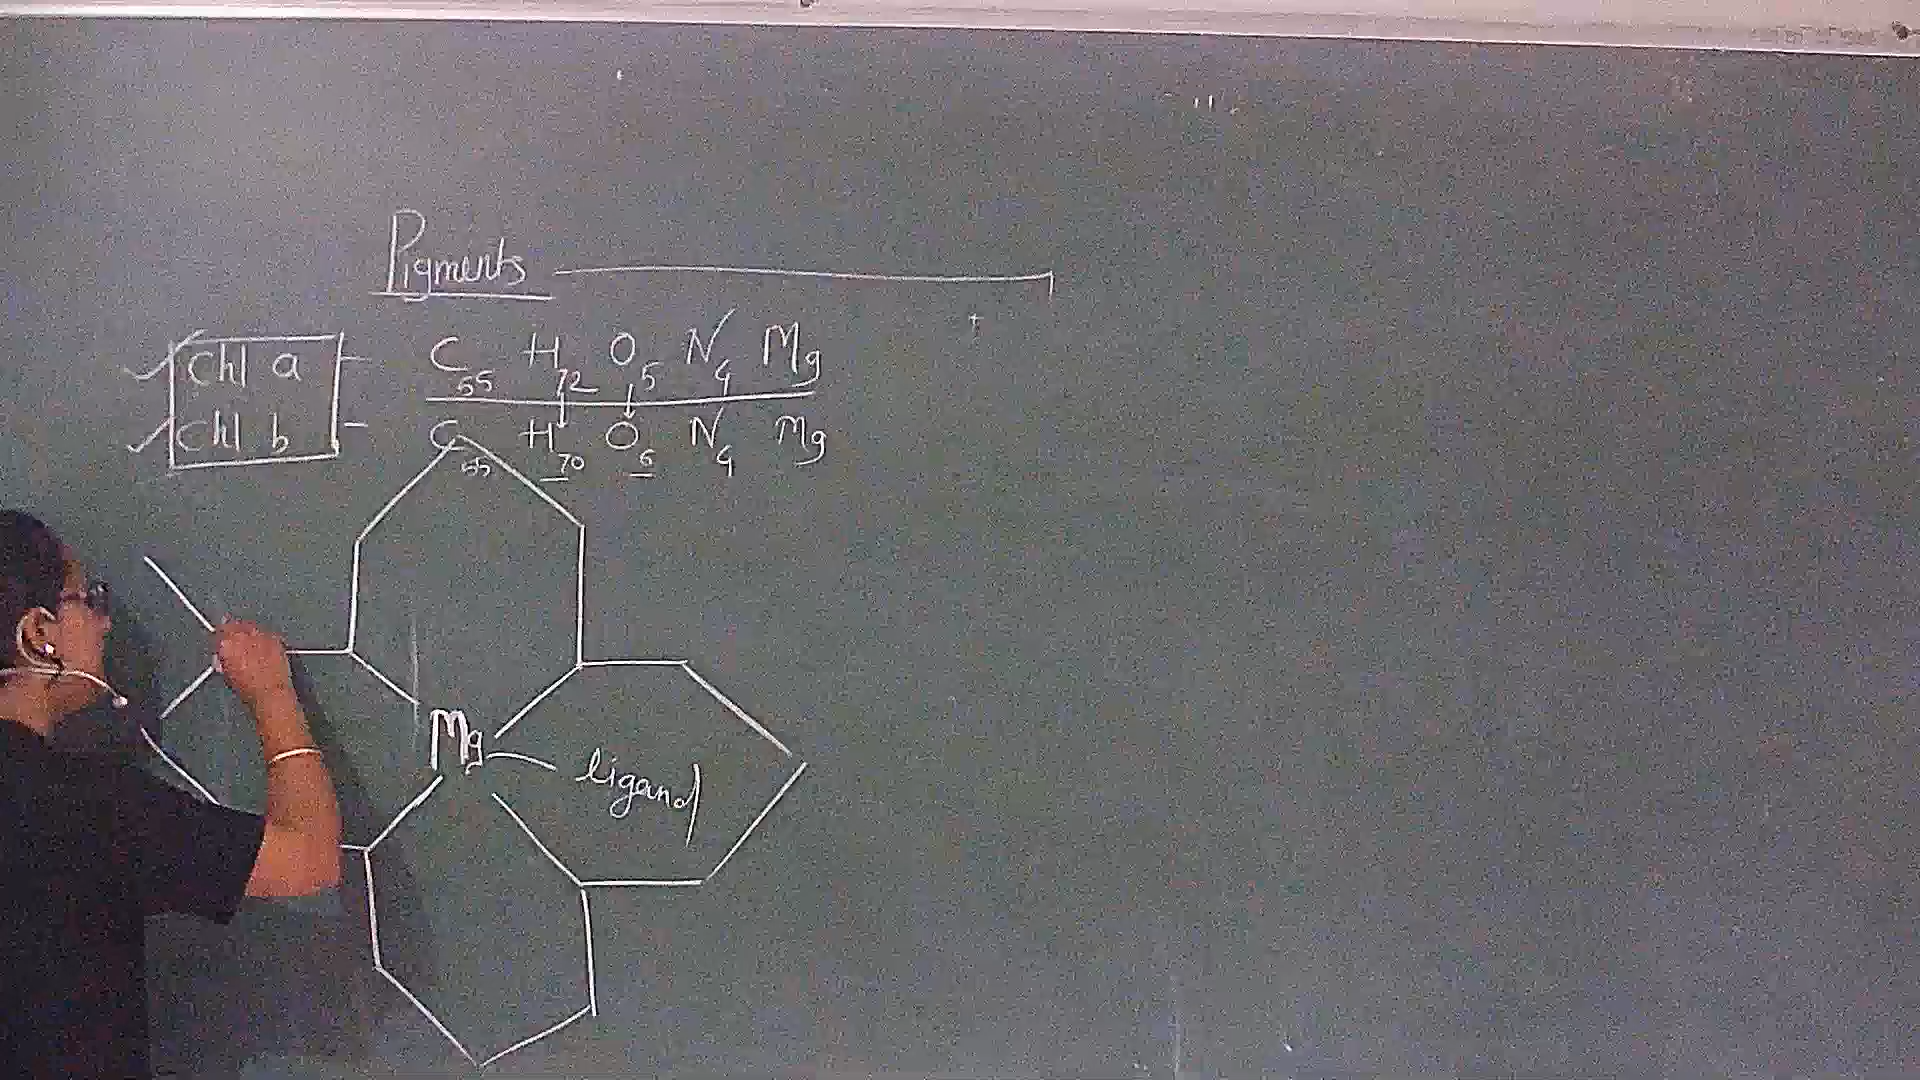 Pigments
Chl a - C55 H72 O5 N4 Mg
Chl b - C55 H70 O6 N4 Mg
Mg
ligand